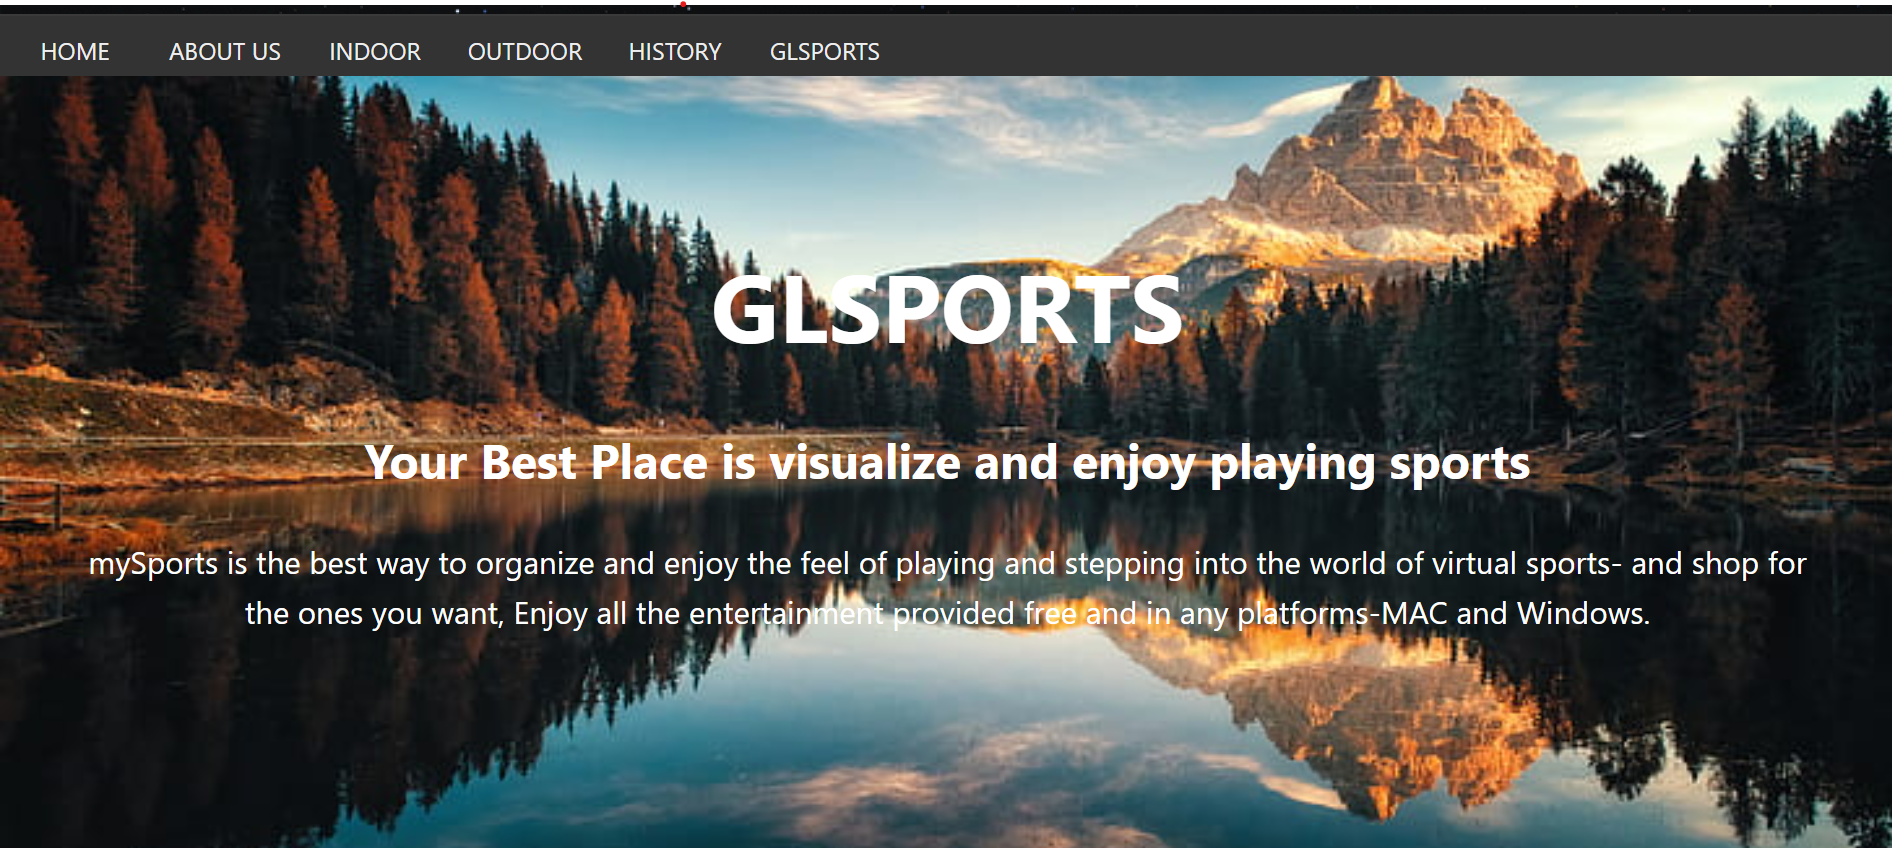 HOME ABOUT US INDOOR OUTDOOR HISTORY GLSPORTS
GLSPORTS
Your Best Place is visualize and enjoy playing sports
mySports is the best way to organize and enjoy the feel of playing and stepping into the world of virtual sports- and shop for
the ones you want, Enjoy all the entertainment provided free and in any platforms-MAC and Windows.